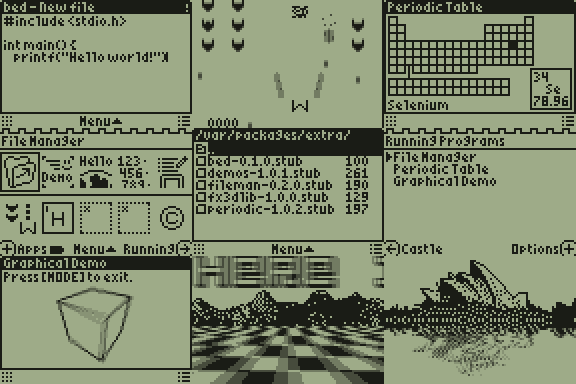 bed - New file
#include <stdio.h>
int main() {
printf("Hello world!")}
Menu
0000
Periodic Table
34
Se
78.96
Selenium
File Manager
Hello
123
Demo
456
789
H
©
Apps
Menu
Running
/var/packages/extra/
..
bed-0.1.0.stub 100
demos-1.0.1.stub 261
fileman-0.2.0.stub 190
fx3dlib-1.0.0.stub 129
periodic-1.0.2.stub 197
Menu
Running Programs
File Manager
Periodic Table
Graphical Demo
Castle
Options
Graphical Demo
Press [MODE] to exit.
HERE